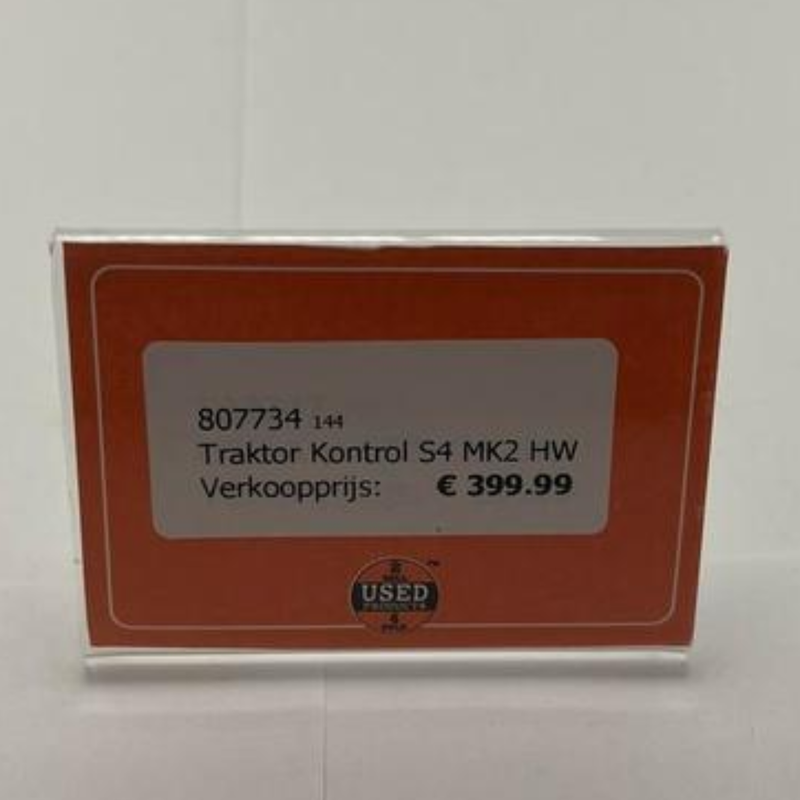 807734 144
Traktor Kontrol S4 MK2 HW
Verkoopprijs: € 399.99
USED
PRODUCTS